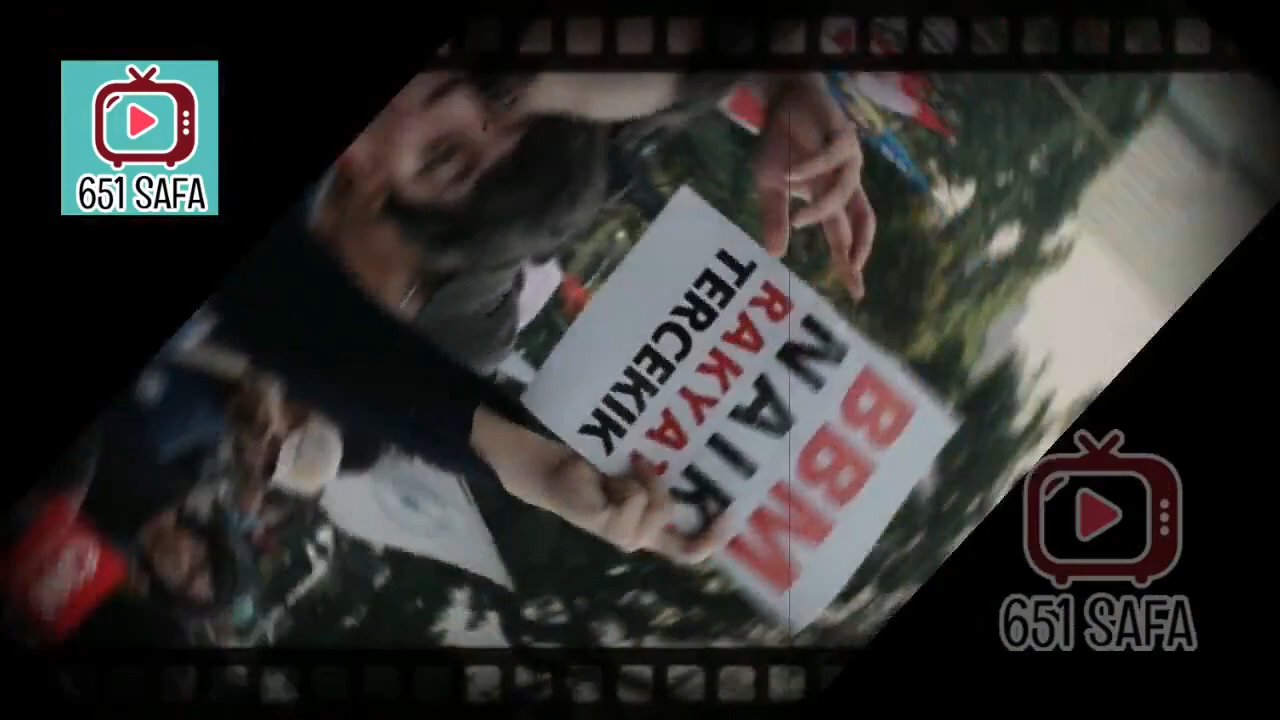 651 SAFA
BBM
NAIK
RAKYAT
TERCEKIK
651 SAFA